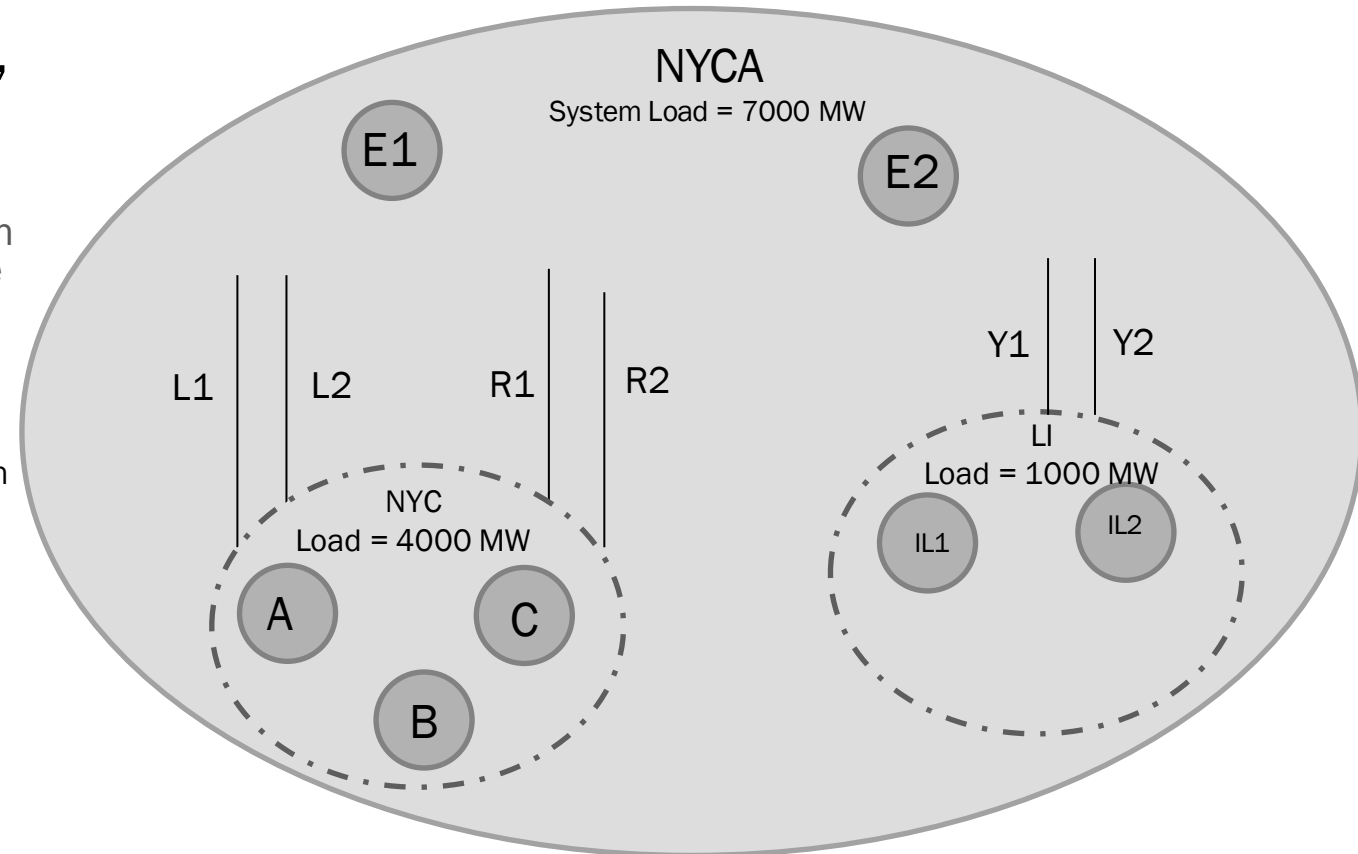 NYCA
System Load = 7000 MW
E1
E2
L1
L2
R1
R2
Y1
Y2
NYC
Load = 4000 MW
LI
Load = 1000 MW
A
C
B
IL1
IL2